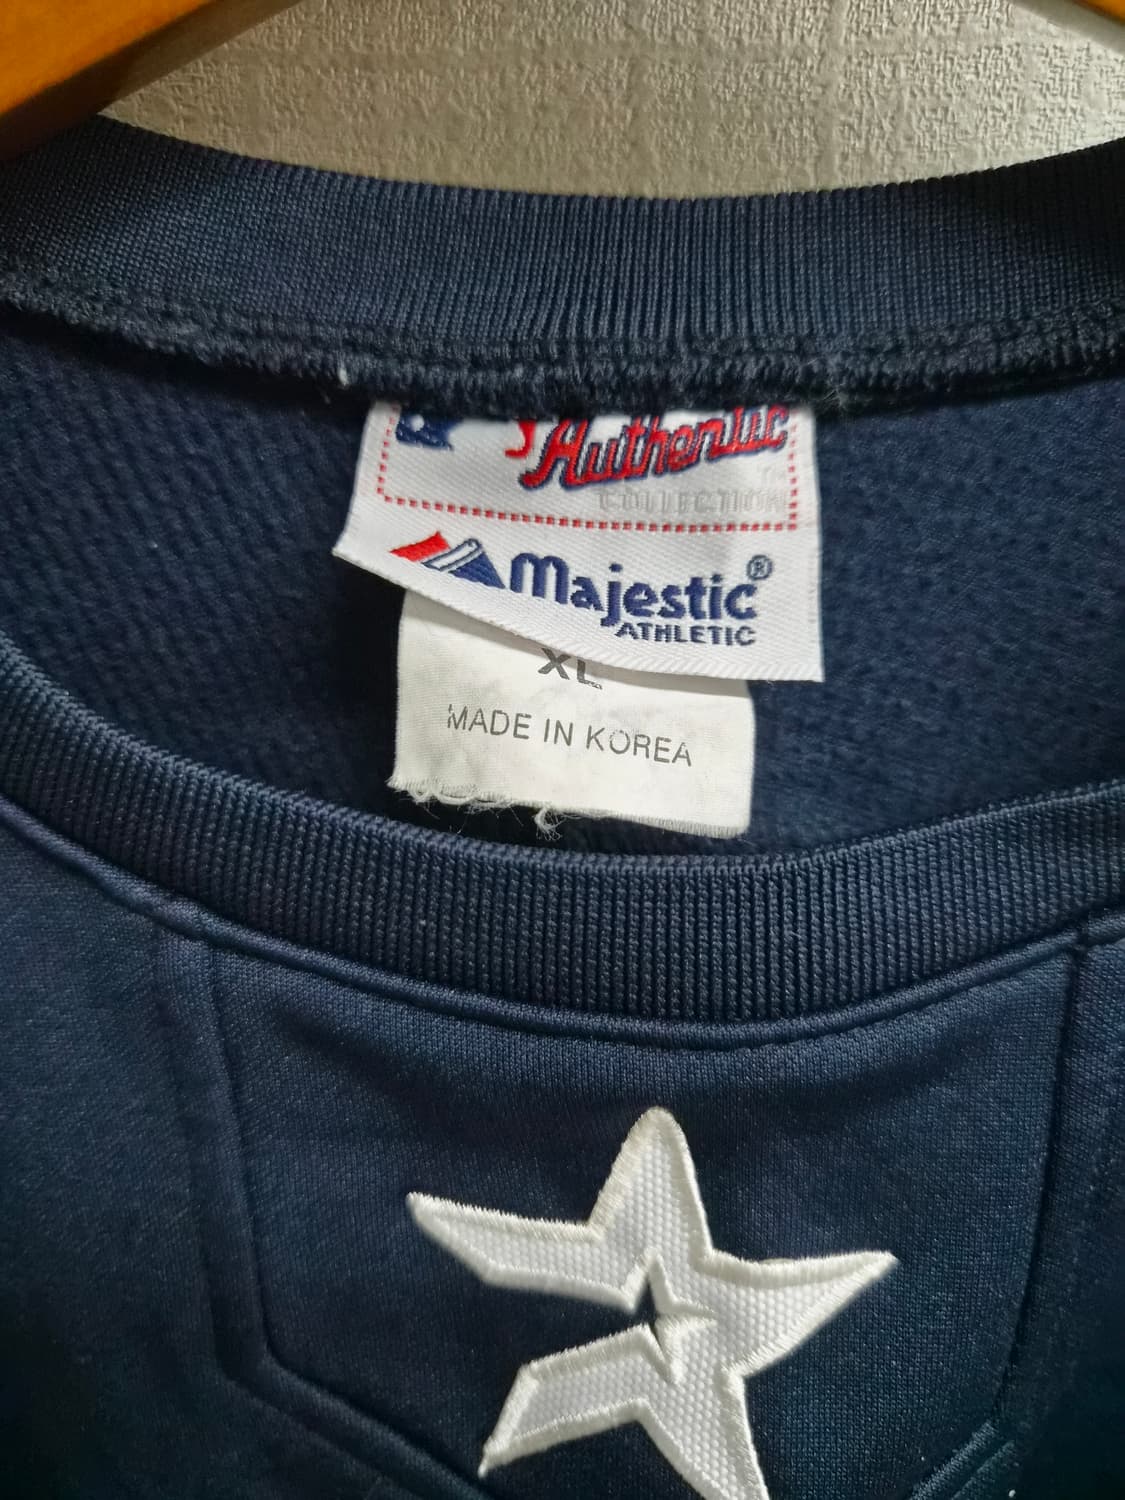 Authentic
COLLECTION
Majestic®
ATHLETIC
XL
MADE IN KOREA